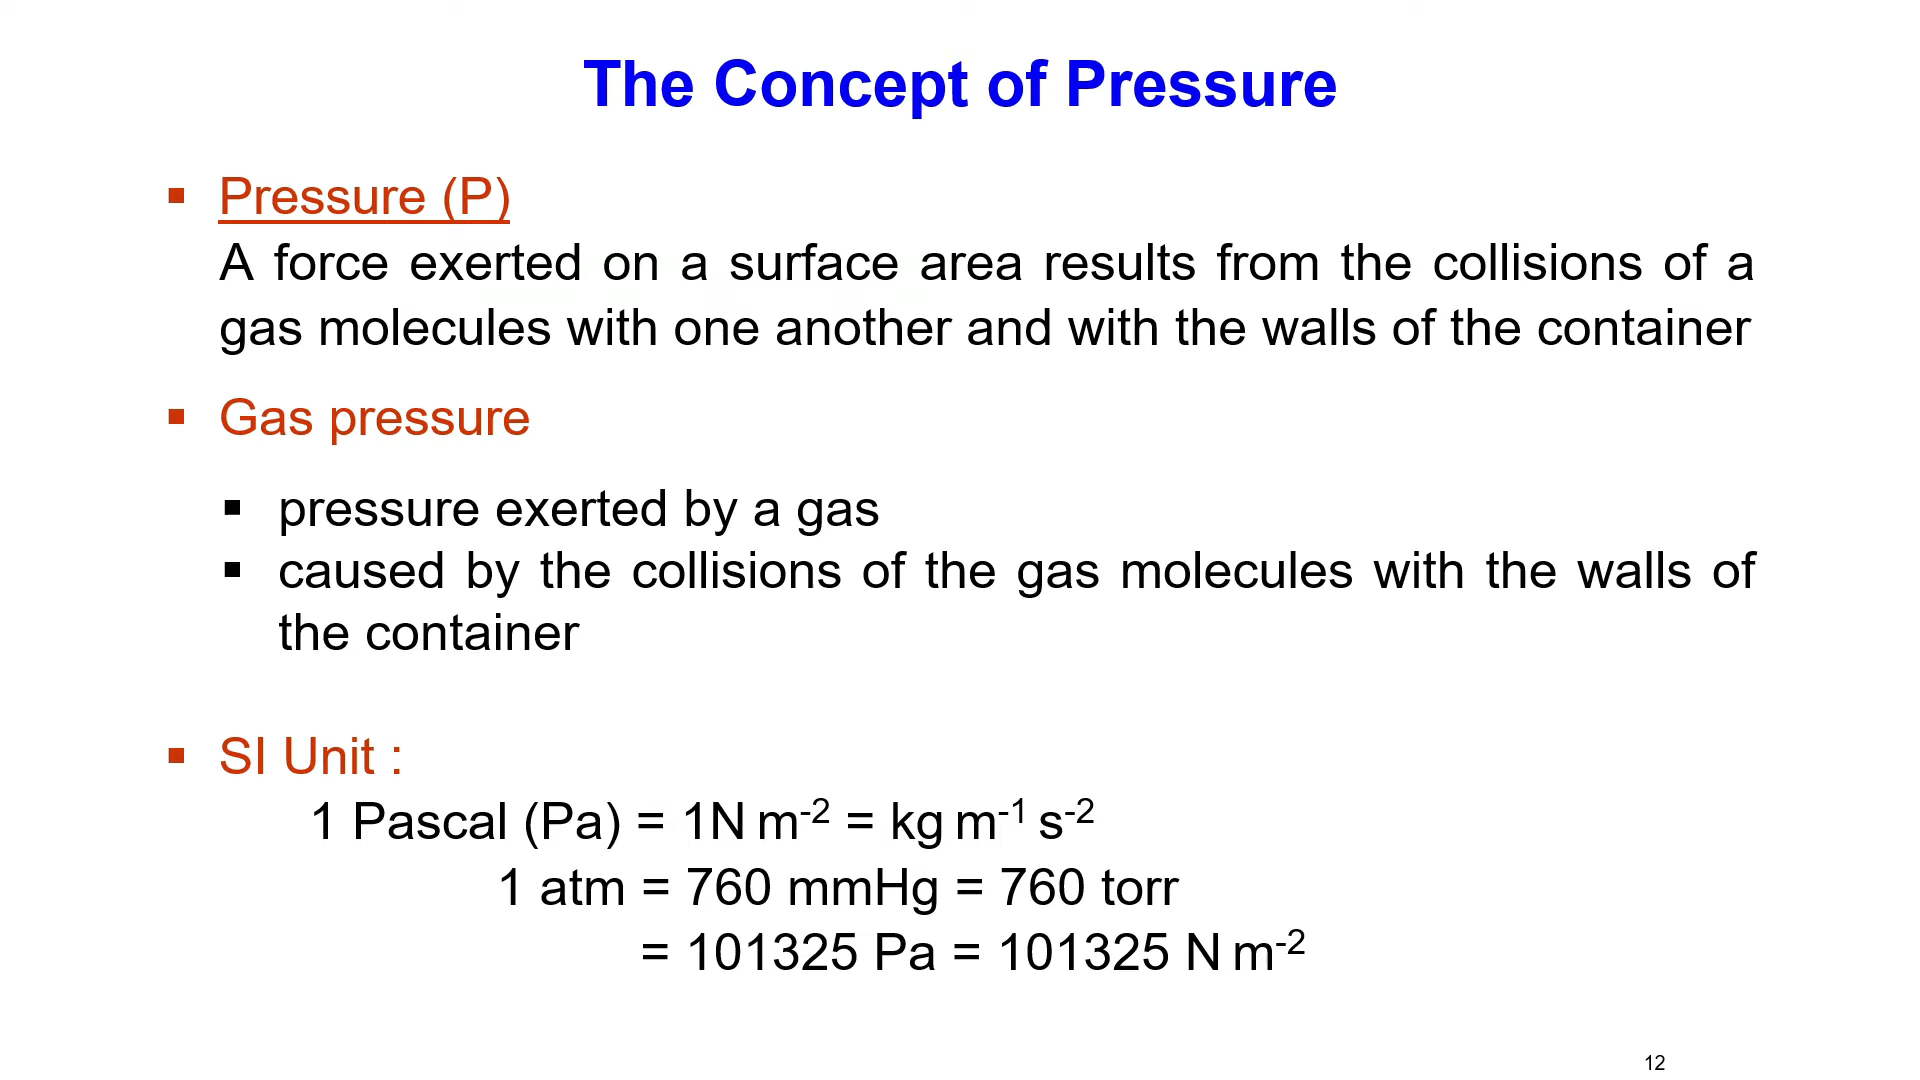 The Concept of Pressure
▪ Pressure (P)
A force exerted on a surface area results from the collisions of a
gas molecules with one another and with the walls of the container
▪ Gas pressure
▪ pressure exerted by a gas
▪ caused by the collisions of the gas molecules with the walls of
the container
▪ SI Unit :
1 Pascal (Pa) = 1N m⁻² = kg m⁻¹ s⁻²
1 atm = 760 mmHg = 760 torr
= 101325 Pa = 101325 N m⁻²
12